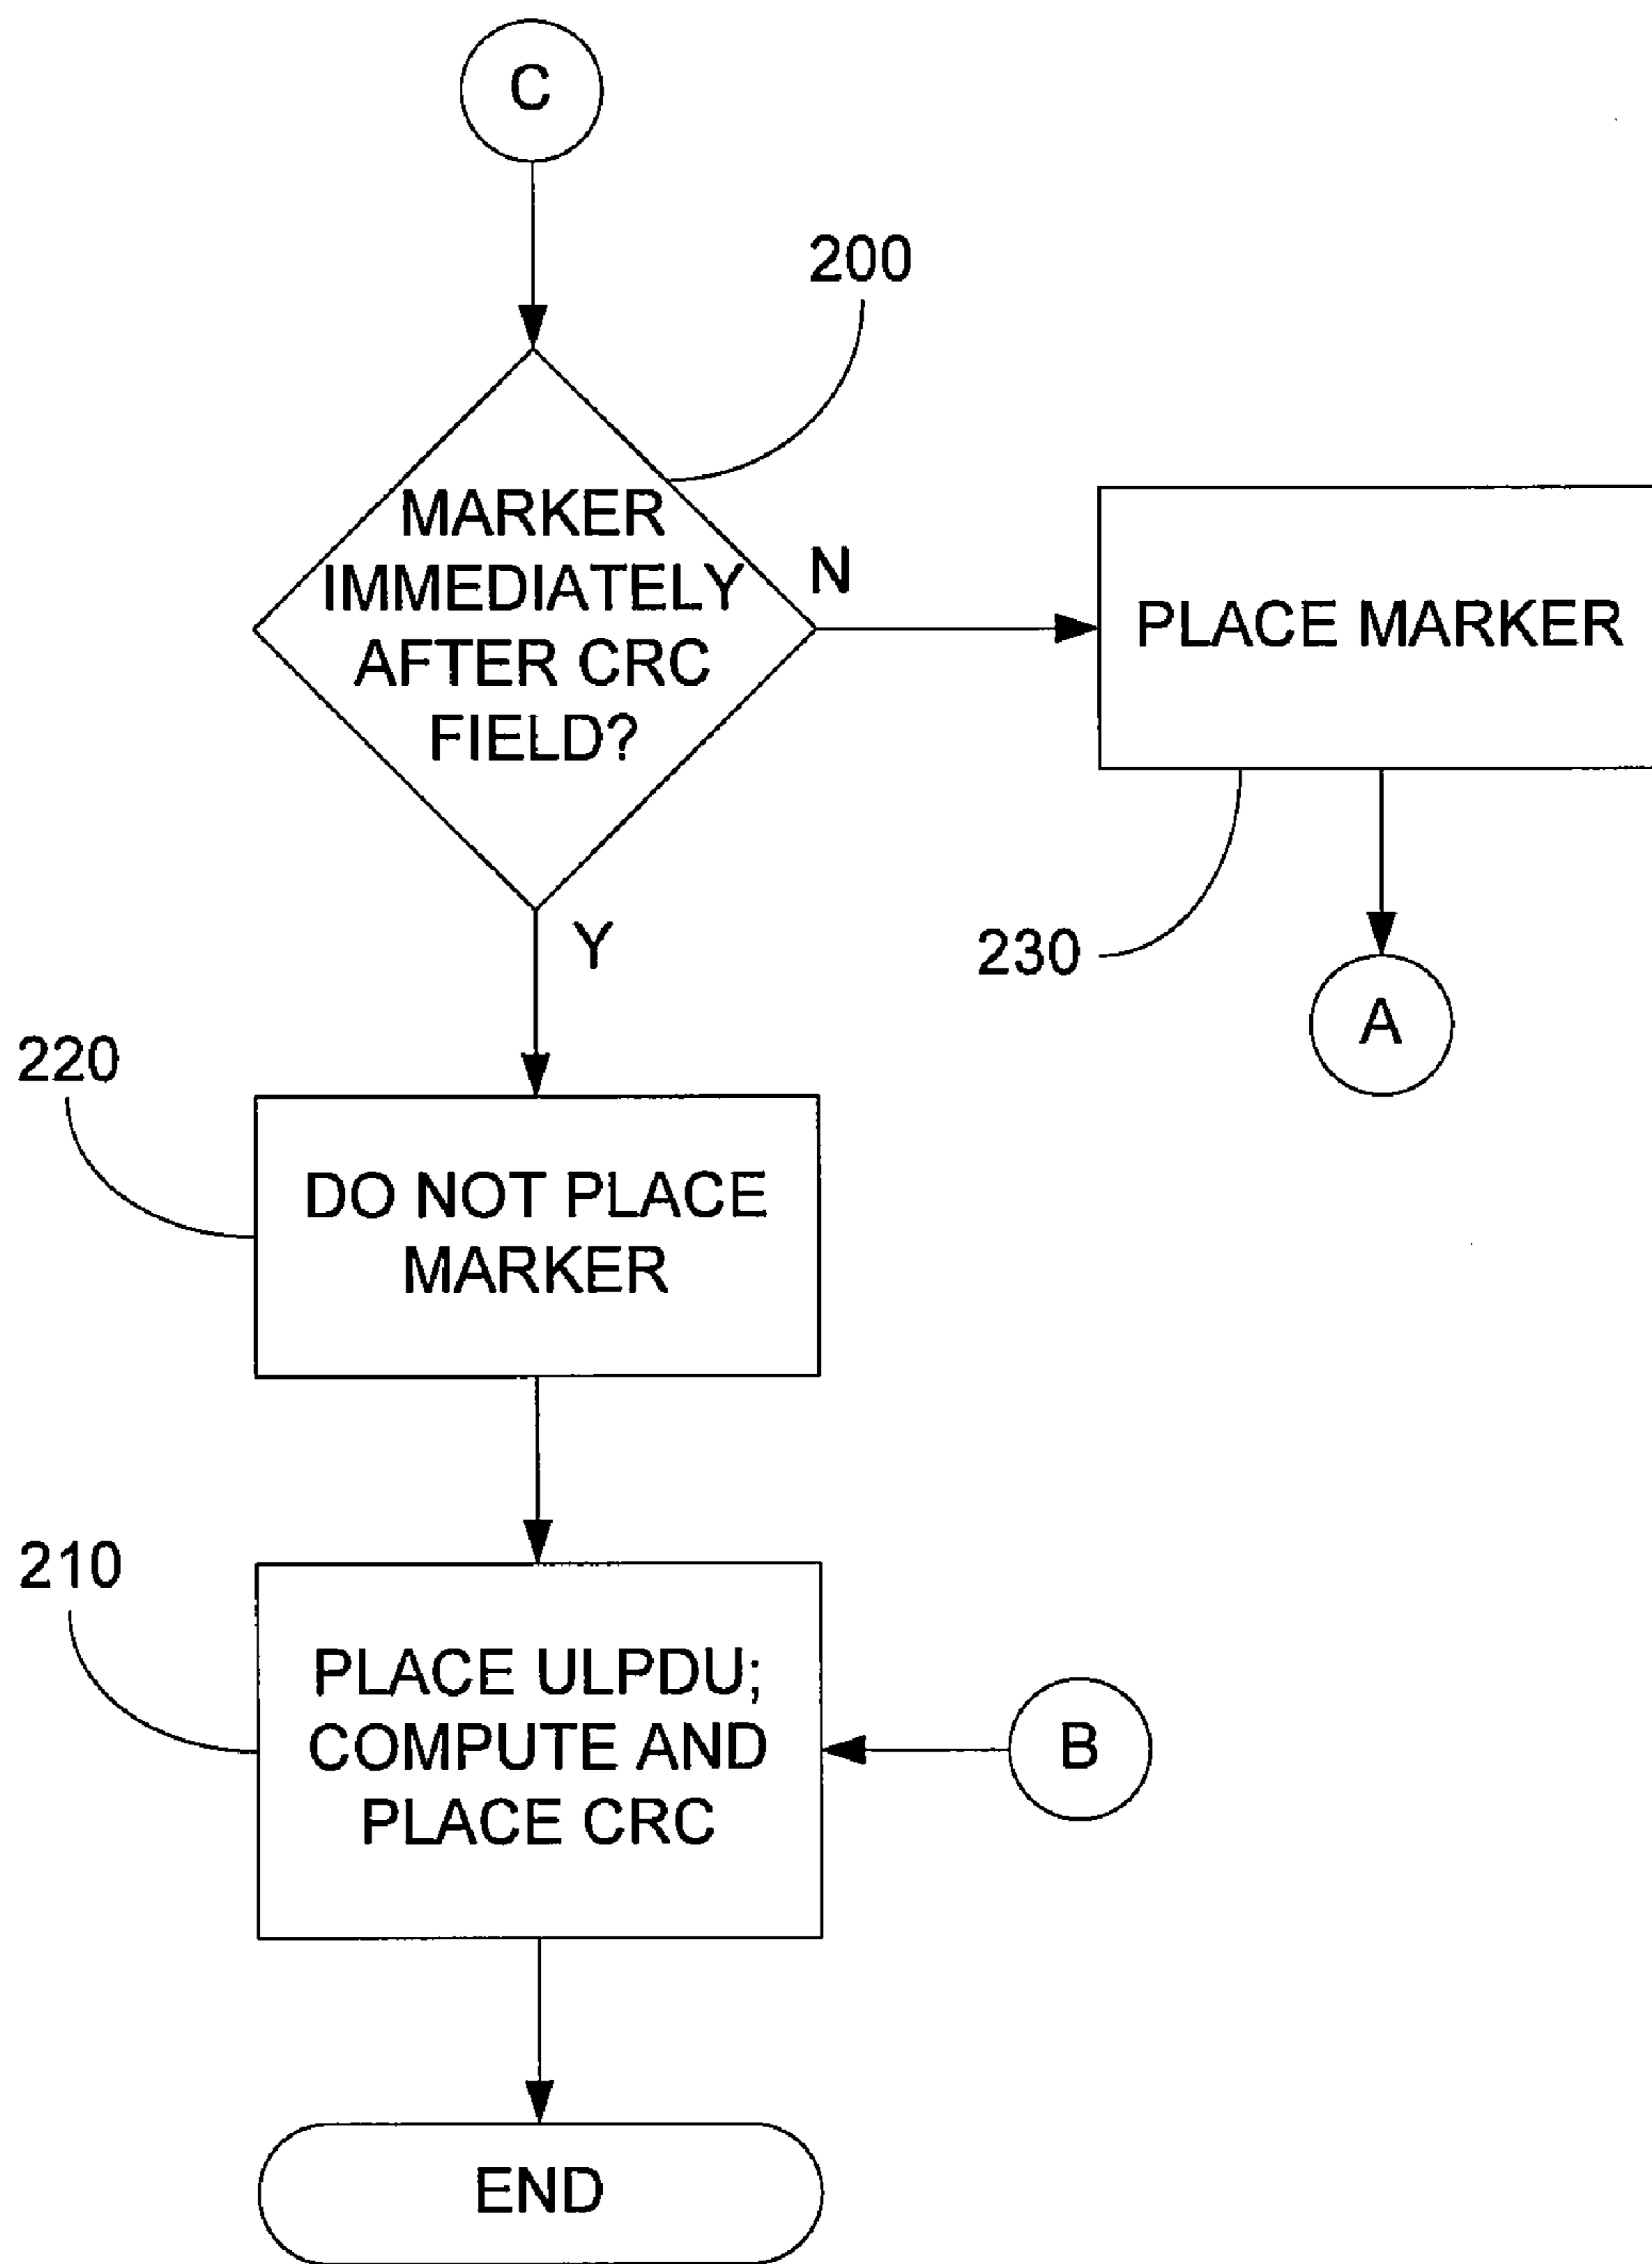 C
200
MARKER
IMMEDIATELY
AFTER CRC
FIELD?
N
PLACE MARKER
230
A
Y
220
DO NOT PLACE
MARKER
210
PLACE ULPDU;
COMPUTE AND
PLACE CRC
B
END